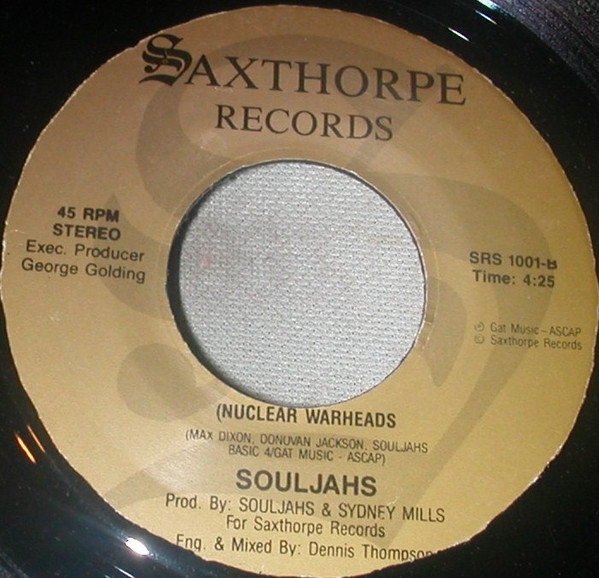 SAXTHORPE
RECORDS
45 RPM
STEREO
Exec. Producer
George Golding
SRS 1001-B
Time: 4:25
℗ Gat Music-ASCAP
© Saxthorpe Records
(NUCLEAR WARHEADS
(MAX DIXON, DONUVAN JACKSON, SOULJAHS
BASIC 4/GAT MUSIC - ASCAP)
SOULJAHS
Prod. By: SOULJAHS & SYDNEY MILLS
For Saxthorpe Records
Eng. & Mixed By: Dennis Thompson